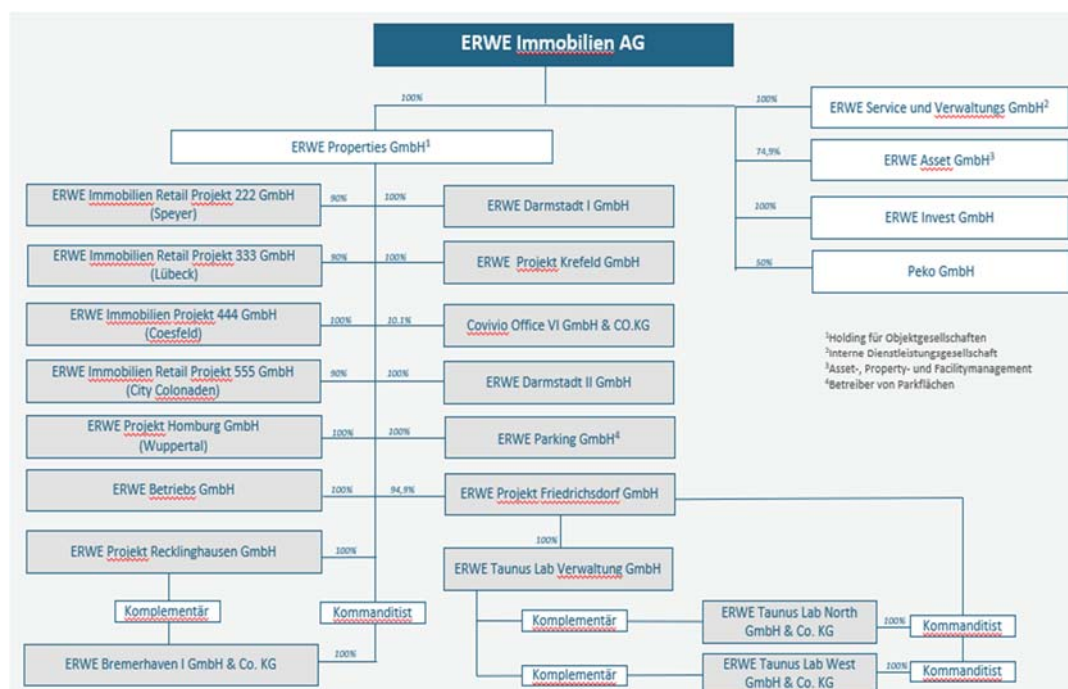 ERWE Immobilien AG
100%
100%
ERWE Service und Verwaltungs GmbH²
ERWE Properties GmbH¹
74,9%
ERWE Asset GmbH³
ERWE Immobilien Retail Projekt 222 GmbH
(Speyer)
90%
100%
ERWE Darmstadt I GmbH
100%
ERWE Invest GmbH
ERWE Immobilien Retail Projekt 333 GmbH
(Lübeck)
90%
100%
ERWE Projekt Krefeld GmbH
50%
Peko GmbH
ERWE Immobilien Projekt 444 GmbH
(Coesfeld)
100%
10.1%
Covivio Office VI GmbH & CO.KG
¹Holding für Objektgesellschaften
²Interne Dienstleistungsgesellschaft
³Asset-, Property- und Facilitymanagement
⁴Betreiber von Parkflächen
ERWE Immobilien Retail Projekt 555 GmbH
(City Colonaden)
90%
100%
ERWE Darmstadt II GmbH
ERWE Projekt Homburg GmbH
(Wuppertal)
100%
100%
ERWE Parking GmbH⁴
ERWE Betriebs GmbH
100%
94,9%
ERWE Projekt Friedrichsdorf GmbH
ERWE Projekt Recklinghausen GmbH
100%
100%
ERWE Taunus Lab Verwaltung GmbH
Komplementär
Kommanditist
Komplementär
ERWE Taunus Lab North
GmbH & Co. KG
100%
Kommanditist
ERWE Bremerhaven I GmbH & Co. KG
100%
Komplementär
ERWE Taunus Lab West
GmbH & Co. KG
100%
Kommanditist